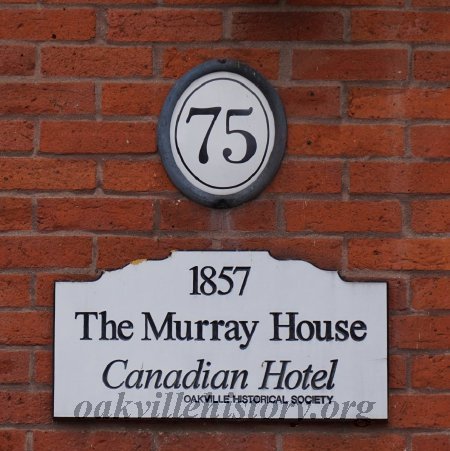 75
1857
The Murray House
Canadian Hotel
OAKVILLE HISTORICAL SOCIETY
oakvillehistory.org